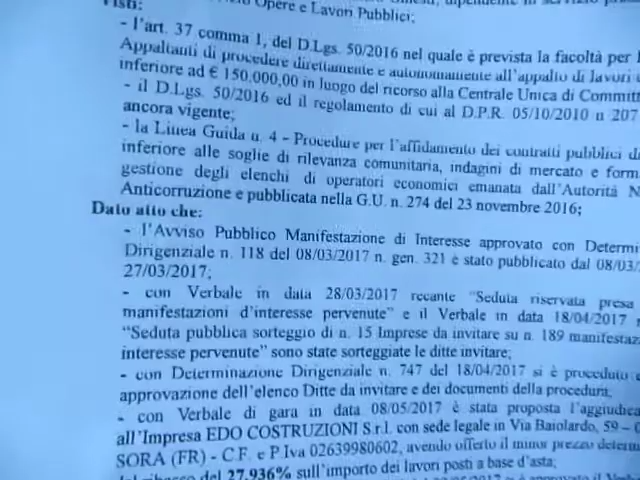 Visti:
Opere e Lavori Pubblici;
- l'art. 37 comma 1, del D.Lgs. 50/2016 nel quale è prevista la facoltà per
Appaltanti di procedere direttamente e autonomamente all'appalto di lavori
inferiore ad € 150.000,00 in luogo del ricorso alla Centrale Unica di Committ
- il D.Lgs. 50/2016 ed il regolamento di cui al D.P.R. 05/10/2010 n 207
ancora vigente;
- la Linea Guida n. 4 – Procedure per l'affidamento dei contratti pubblici di
inferiore alle soglie di rilevanza comunitaria, indagini di mercato e form
gestione degli elenchi di operatori economici emanata dall'Autorità N
Anticorruzione e pubblicata nella G.U. n. 274 del 23 novembre 2016;
Dato atto che:
- l'Avviso Pubblico Manifestazione di Interesse approvato con Determi
Dirigenziale n. 118 del 08/03/2017 n. gen. 321 è stato pubblicato dal 08/03/
27/03/2017;
- con Verbale in data 28/03/2017 recante "Seduta riservata presa
manifestazioni d'interesse pervenute" e il Verbale in data 18/04/2017
"Seduta pubblica sorteggio di n. 15 Imprese da invitare su n. 189 manifestaz
interesse pervenute" sono state sorteggiate le ditte invitare;
- con Determinazione Dirigenziale n. 747 del 18/04/2017 si è proceduto
approvazione dell'elenco Ditte da invitare e dei documenti della procedura;
- con Verbale di gara in data 08/05/2017 è stata proposta l'aggiudica
all'Impresa EDO COSTRUZIONI S.r.l. con sede legale in Via Baiolardo, 59 –
SORA (FR) - C.F. e P.Iva 02639980602, avendo offerto il minor prezzo determ
del ribasso del 27,936% sull'importo dei lavori posti a base d'asta;